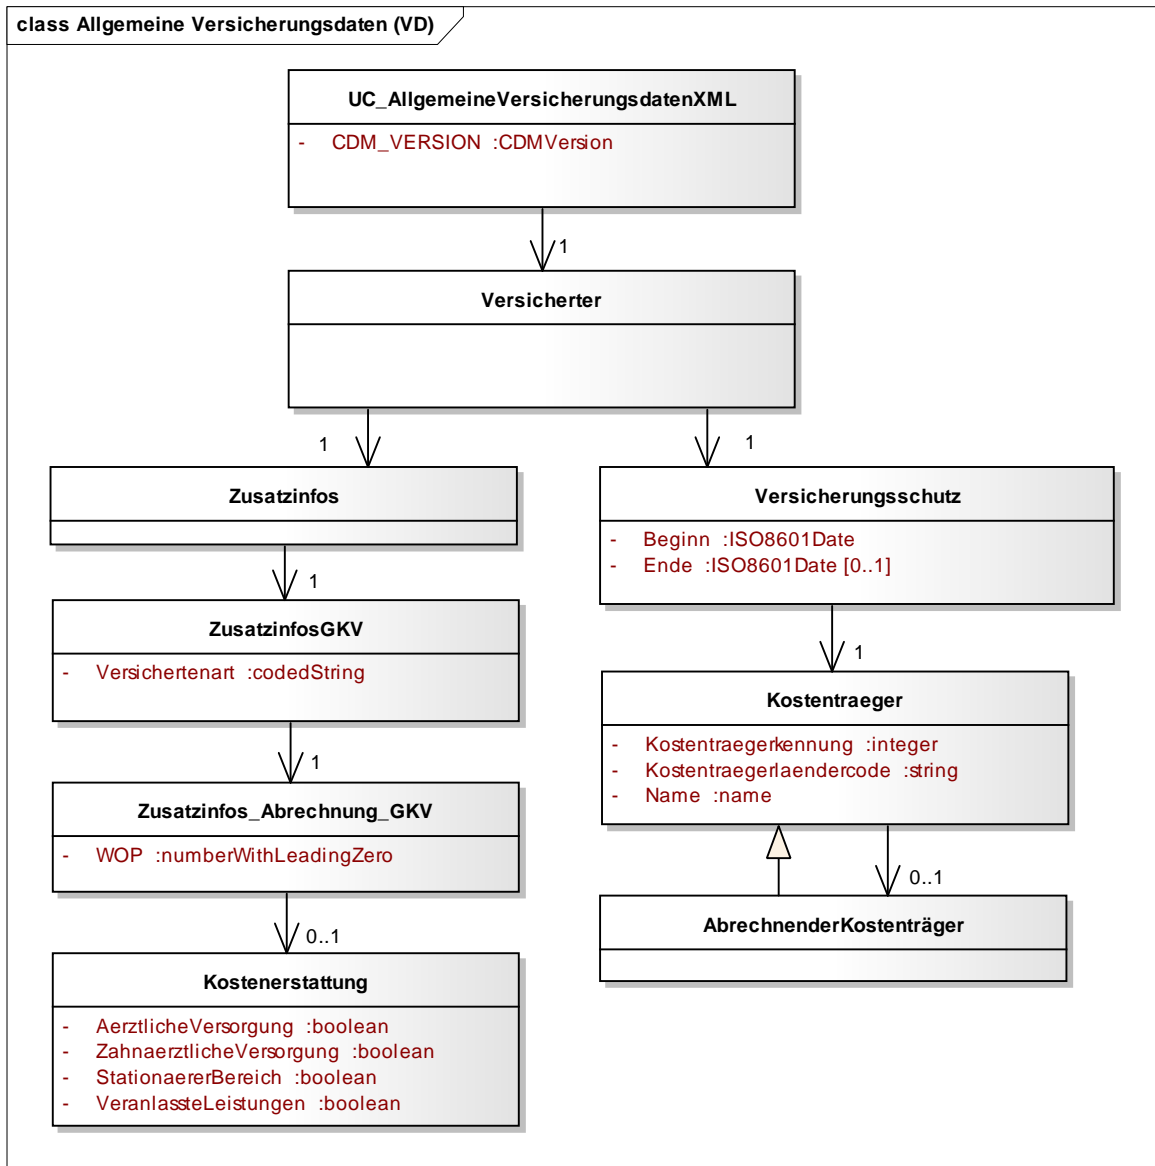 class Allgemeine Versicherungsdaten (VD)
UC_AllgemeineVersicherungsdatenXML
- CDM_VERSION :CDMVersion
1
Versicherter
1
1
Zusatzinfos
1
ZusatzinfosGKV
- Versichertenart :codedString
1
Zusatzinfos_Abrechnung_GKV
- WOP :numberWithLeadingZero
0..1
Kostenerstattung
- AerztlicheVersorgung :boolean
- ZahnaerztlicheVersorgung :boolean
- StationaererBereich :boolean
- VeranlassteLeistungen :boolean
Versicherungsschutz
- Beginn :ISO8601Date
- Ende :ISO8601Date [0..1]
1
Kostentraeger
- Kostentraegerkennung :integer
- Kostentraegerlaendercode :string
- Name :name
0..1
AbrechnenderKostenträger